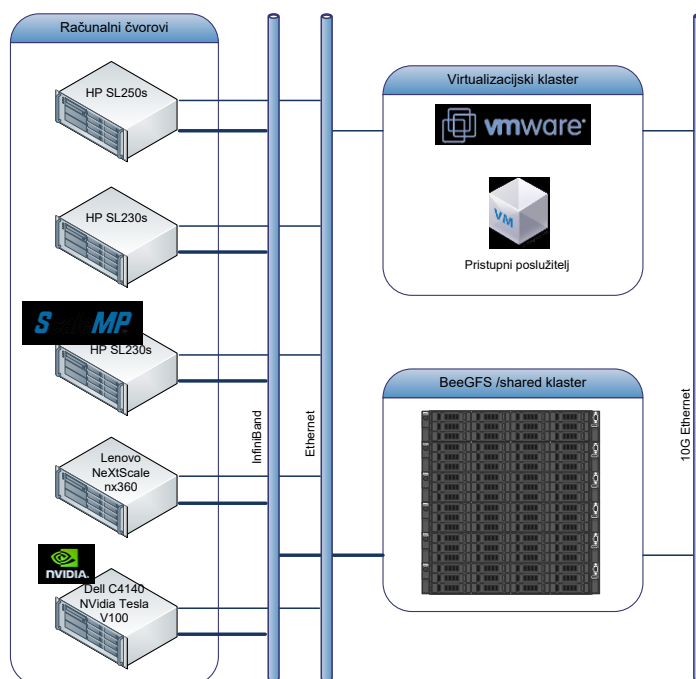 Računalni čvorovi
HP SL250s
HP SL230s
HP SL230s
Lenovo
NeXtScale
nx360
NVIDIA.
Dell C4140
NVidia Tesla
V100
InfiniBand
Ethernet
Virtualizacijski klaster
vmware
VM
Pristupni poslužitelj
BeeGFS /shared klaster
10G Ethernet